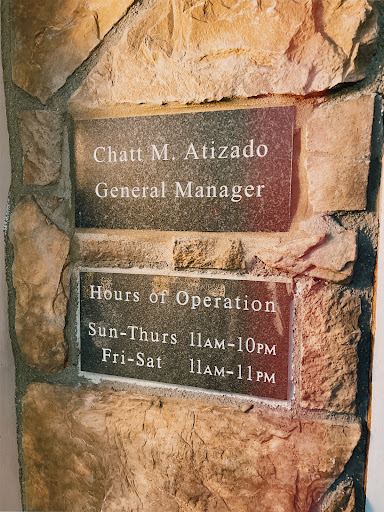 Chatt M. Atizado
General Manager
Hours of Operation
Sun-Thurs 11AM-10PM
Fri-Sat 11AM-11PM